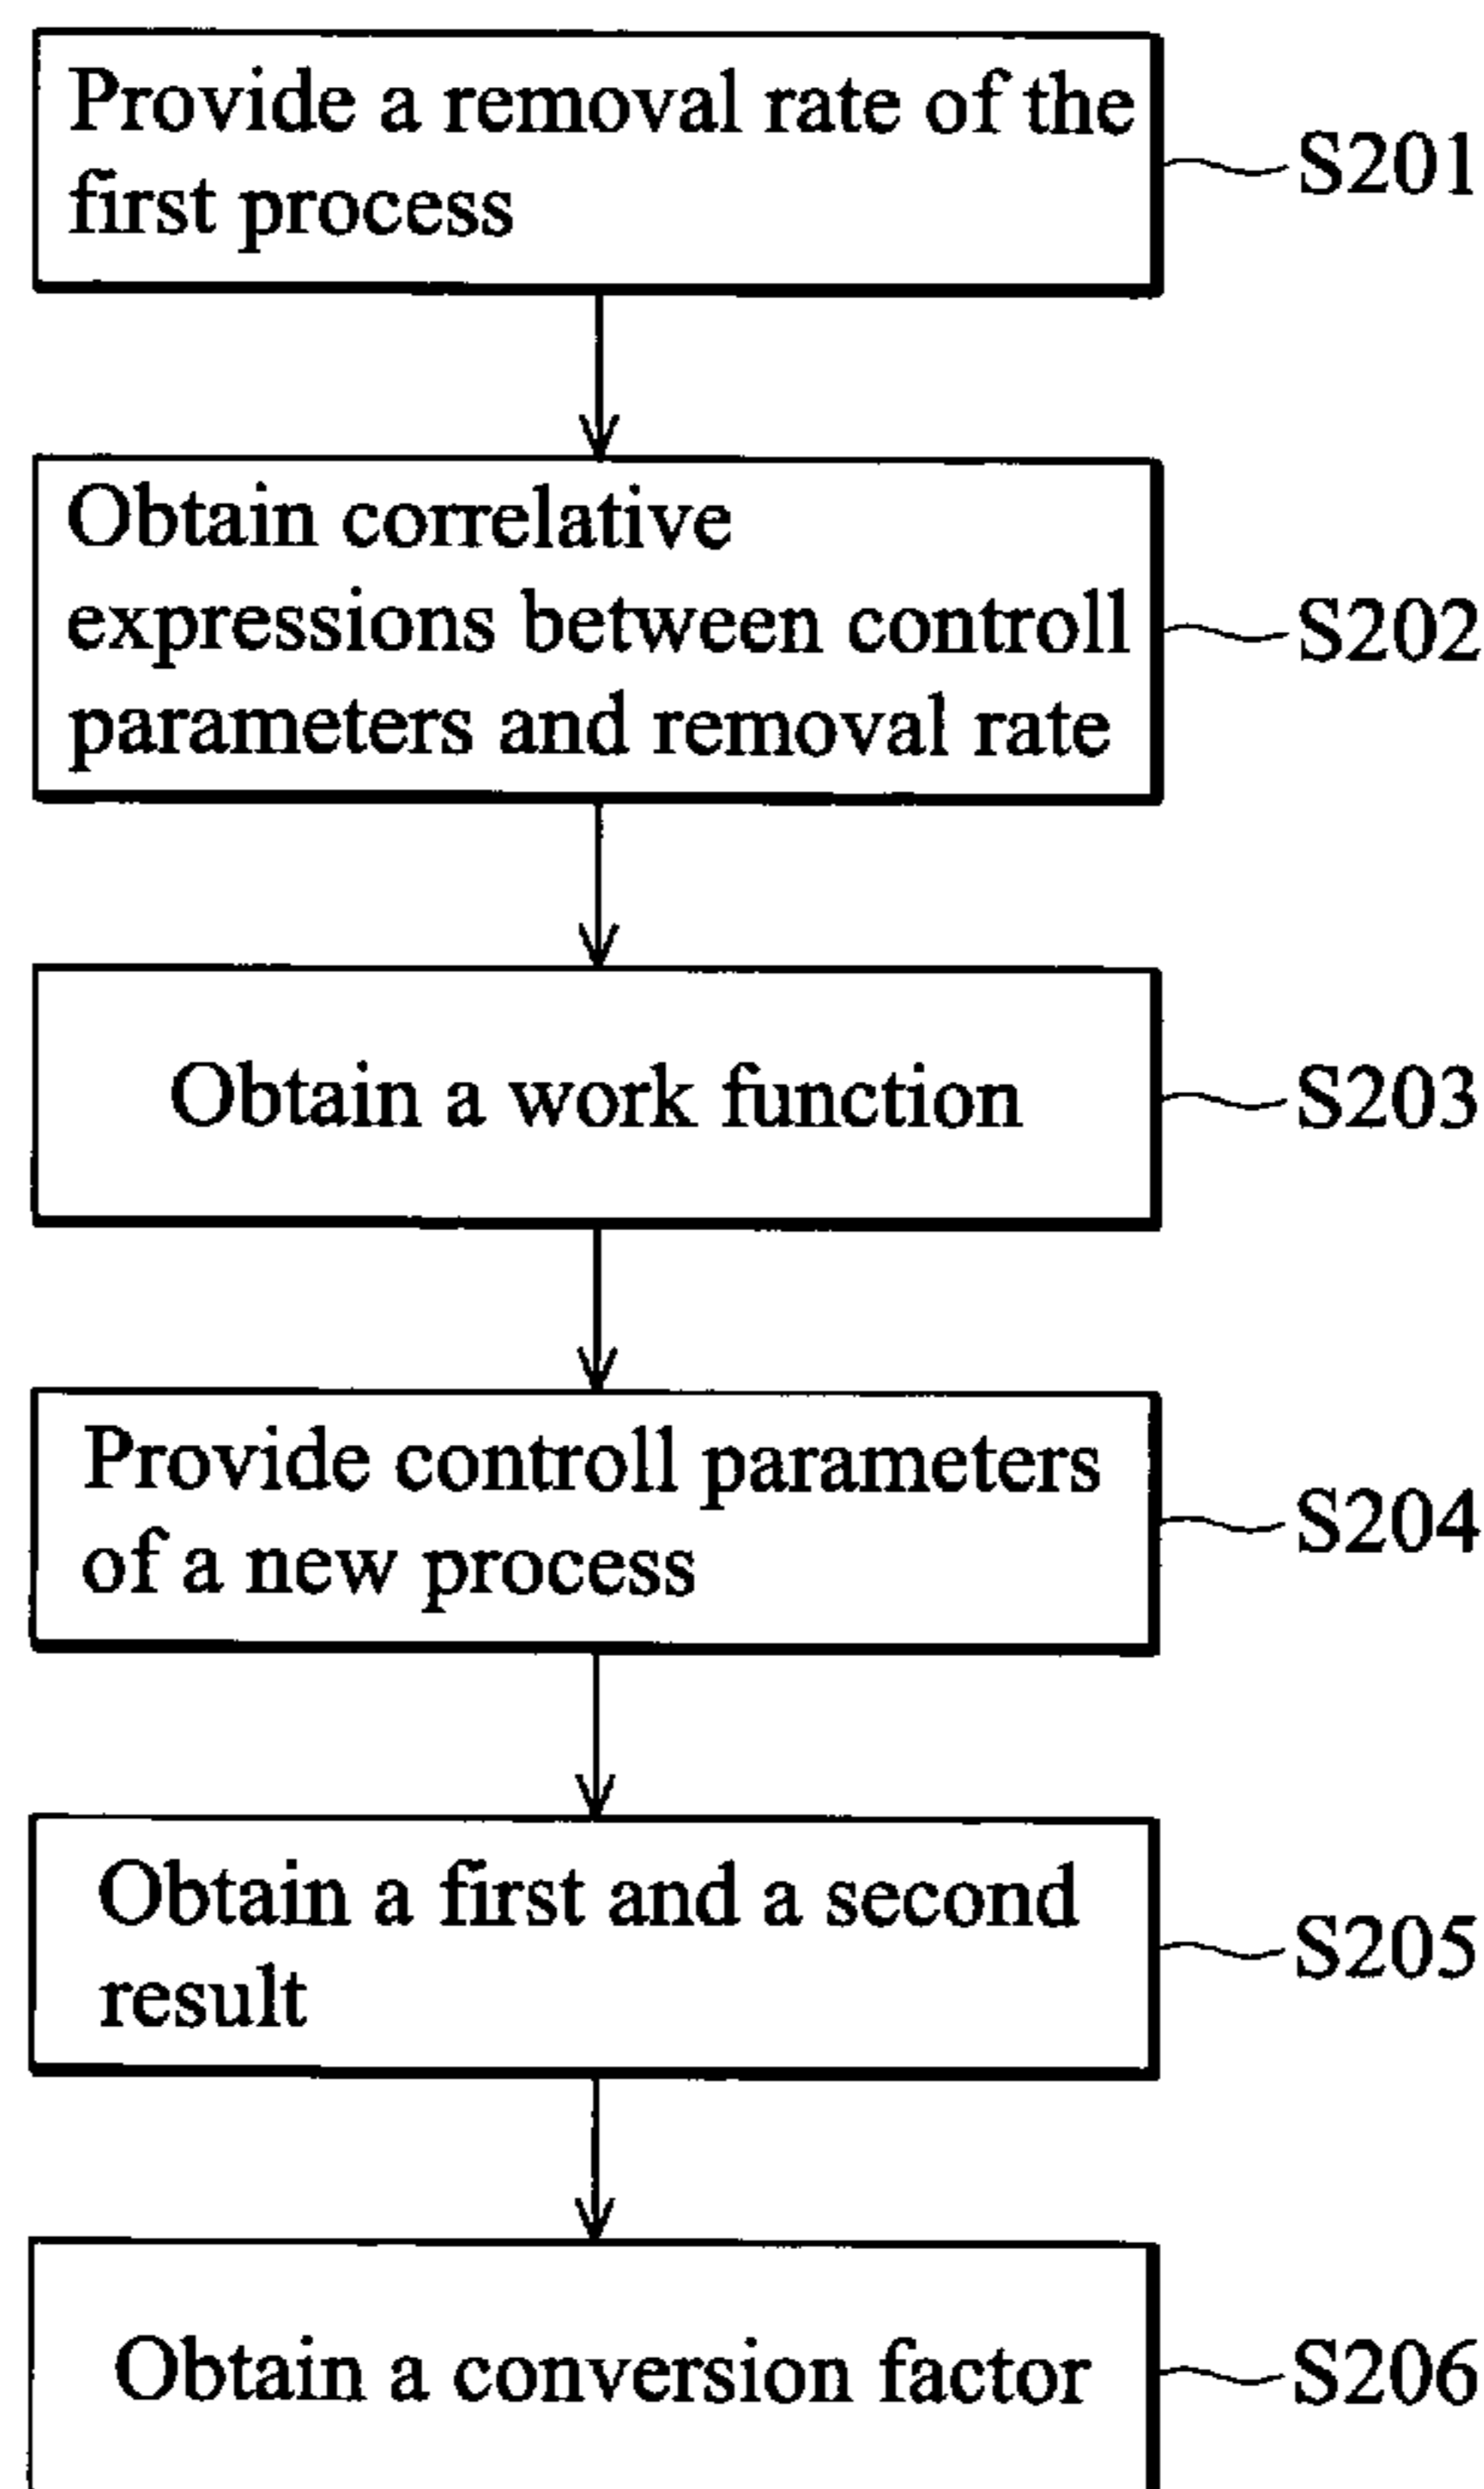 Provide a removal rate of the
first process
S201
Obtain correlative
expressions between controll
parameters and removal rate
S202
Obtain a work function
S203
Provide controll parameters
of a new process
S204
Obtain a first and a second
result
S205
Obtain a conversion factor
S206